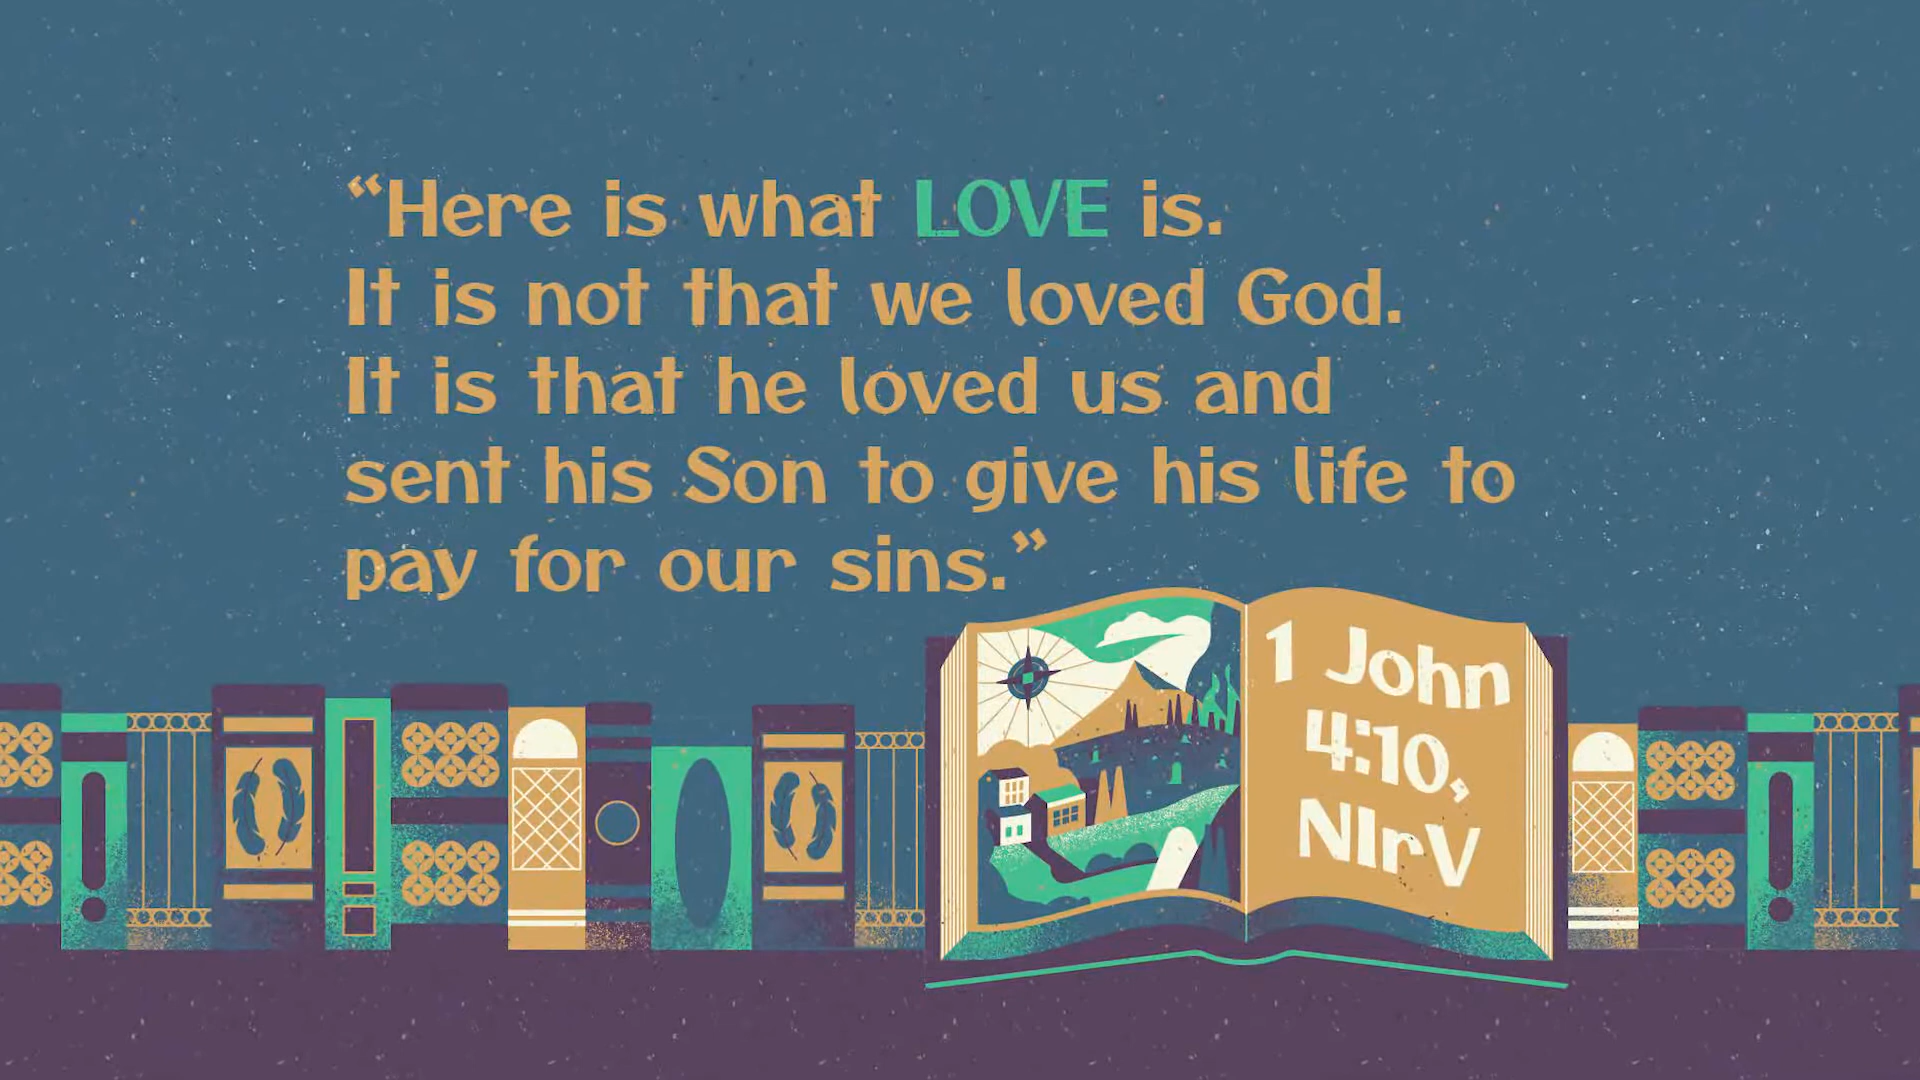 “Here is what LOVE is.
It is not that we loved God.
It is that he loved us and
sent his Son to give his life to
pay for our sins.”
1 John
4:10,
NIrV